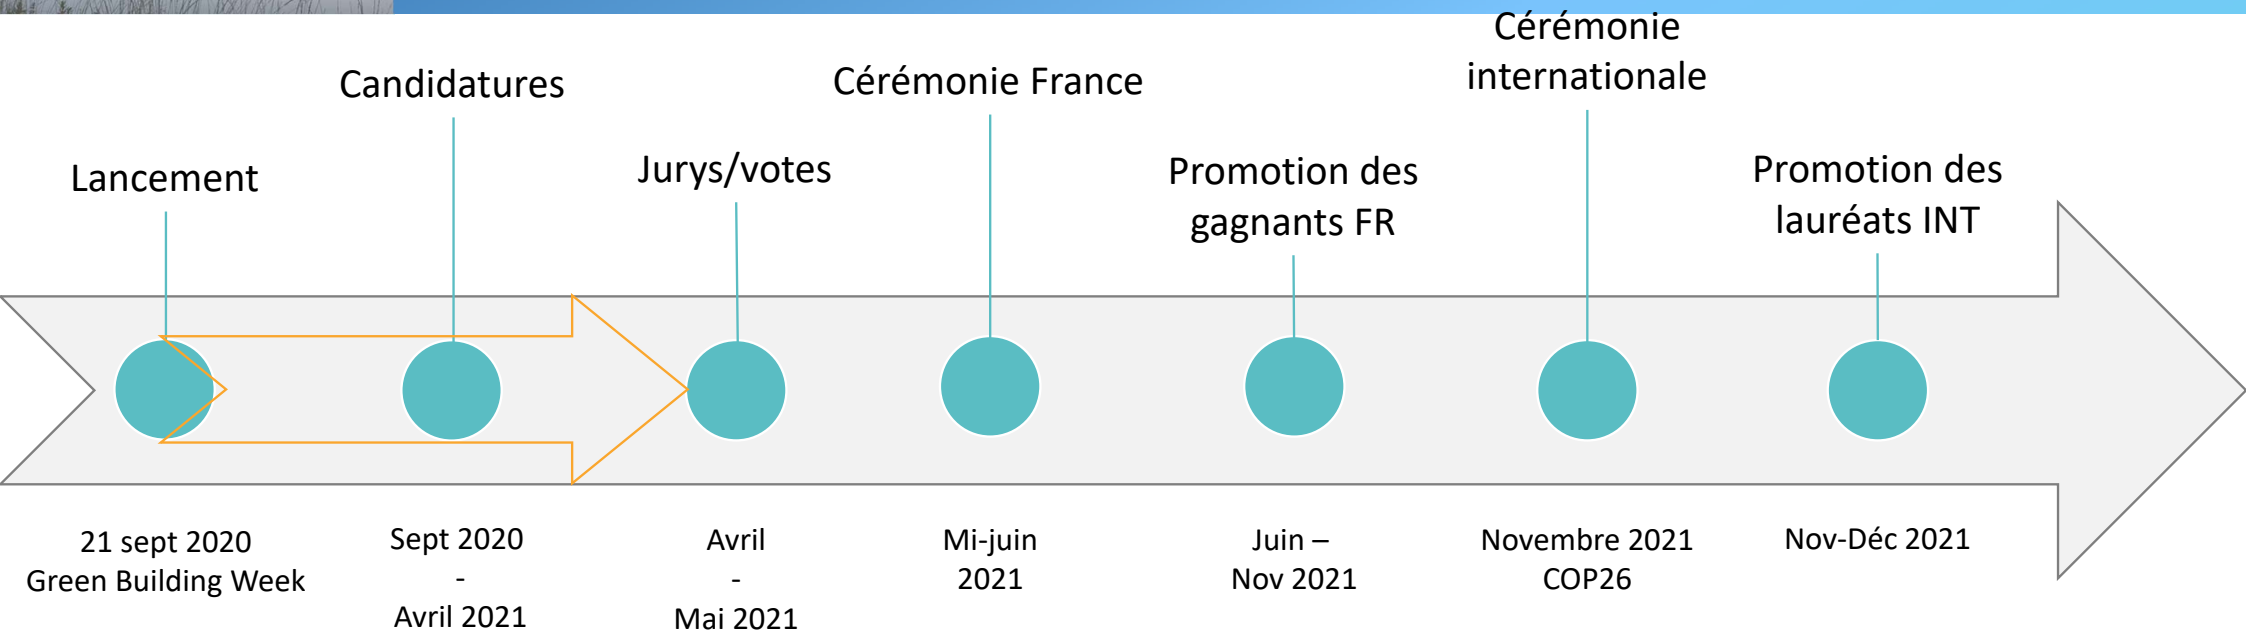 Lancement
Candidatures
Jurys/votes
Cérémonie France
Promotion des
gagnants FR
Cérémonie
internationale
Promotion des
lauréats INT
21 sept 2020
Green Building Week
Sept 2020
-
Avril 2021
Avril
-
Mai 2021
Mi-juin
2021
Juin –
Nov 2021
Novembre 2021
COP26
Nov-Déc 2021